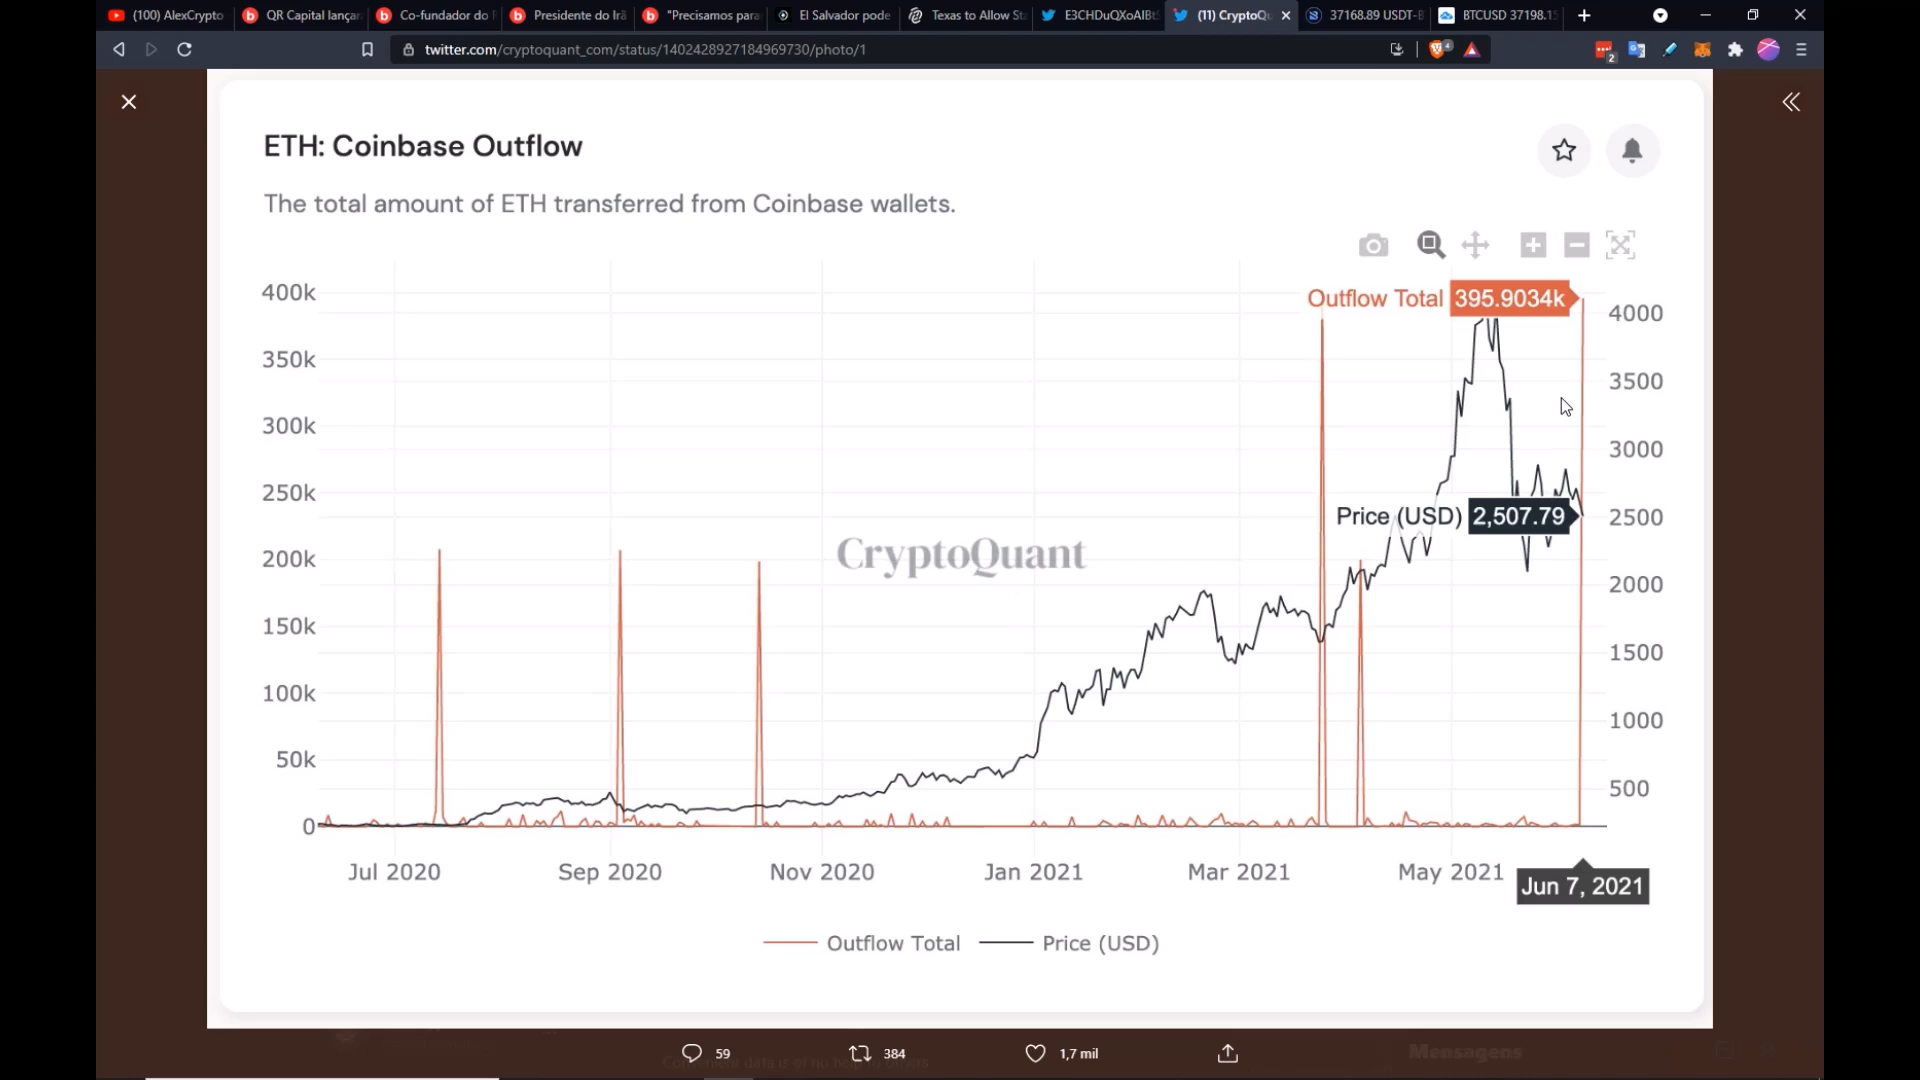 (100) AlexCrypto
QR Capital lançar
Co-fundador do
Presidente do Irã
"Precisamos para
El Salvador pode
Texas to Allow St
E3CHDuQXoAIBt
(11) CryptoQu
37168.89 USDT-B
BTCUSD 37198.1
twitter.com/cryptoquant_com/status/1402428927184969730/photo/1
4
2
ETH: Coinbase Outflow
The total amount of ETH transferred from Coinbase wallets.
400k
350k
300k
250k
200k
150k
100k
50k
0
Outflow Total 395.9034k
Price (USD) 2,507.79
CryptoQuant
4000
3500
3000
2500
2000
1500
1000
500
Jul 2020
Sep 2020
Nov 2020
Jan 2021
Mar 2021
May 2021
Jun 7, 2021
Outflow Total
Price (USD)
59
384
1,7 mil
Mensagens